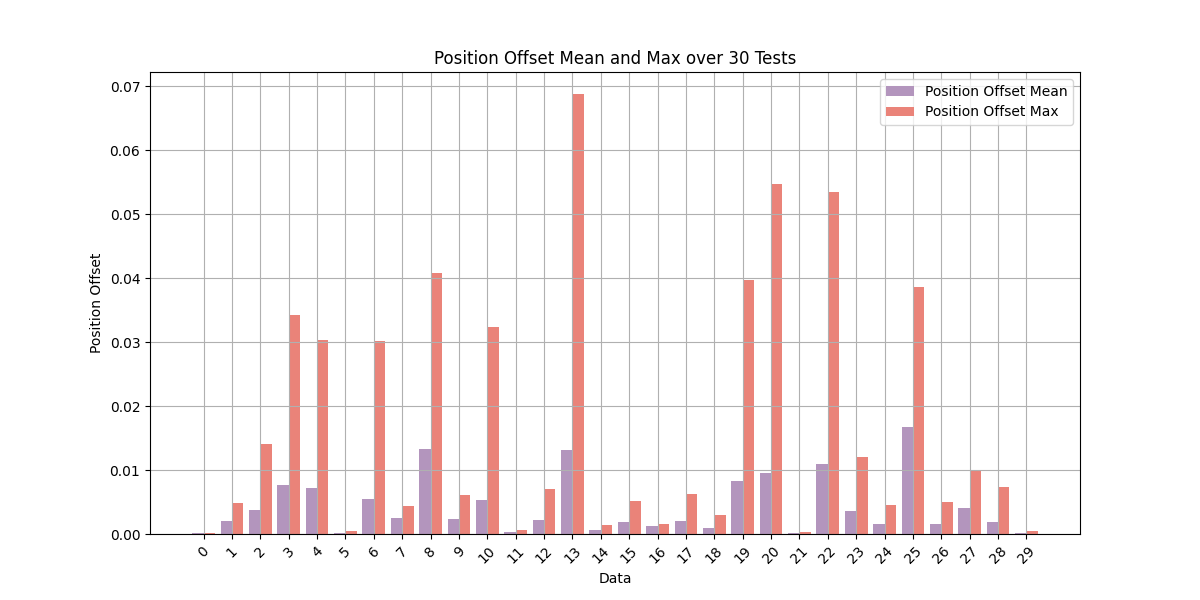 Position Offset Mean and Max over 30 Tests
Position Offset Mean
Position Offset Max
Position Offset
0.07
0.06
0.05
0.04
0.03
0.02
0.01
0.00
0 1 2 3 4 5 6 7 8 9 10 11 12 13 14 15 16 17 18 19 20 21 22 23 24 25 26 27 28 29
Data